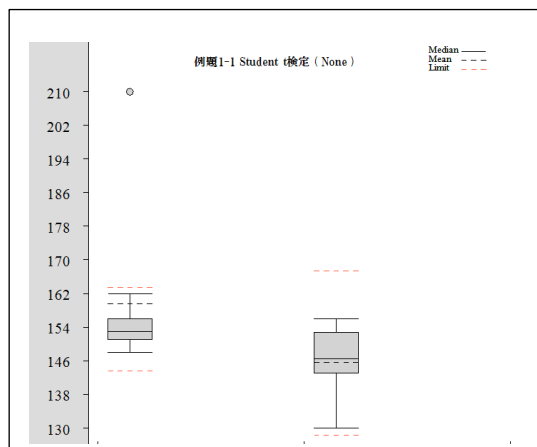 例題1-1 Student t検定（None）
Median
Mean
Limit
210
202
194
186
178
170
162
154
146
138
130